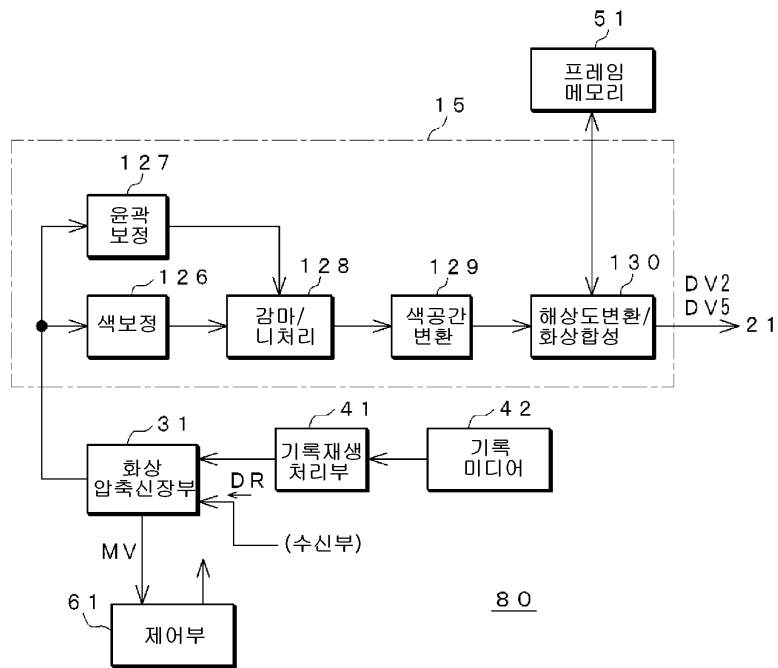 51
프레임
메모리
15
127
윤곽
보정
126
색보정
128
감마/
니처리
129
색공간
변환
130
해상도변환/
화상합성
DV2
DV5
21
31
화상
압축신장부
41
기록재생
처리부
42
기록
미디어
DR
(수신부)
MV
61
제어부
80